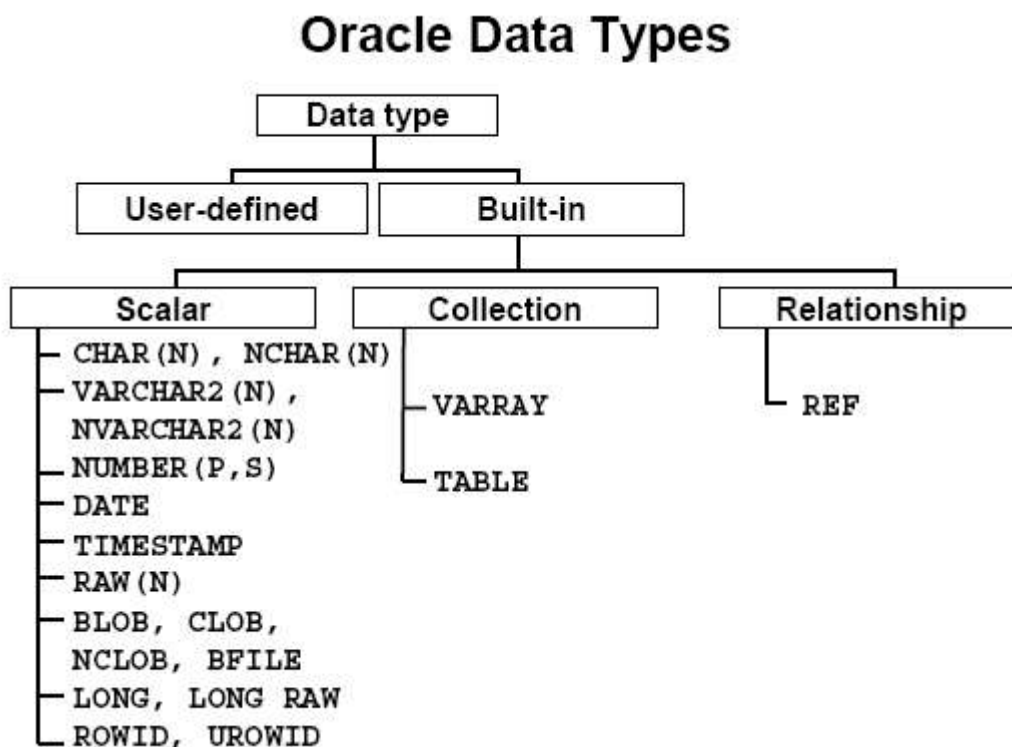 Oracle Data Types
Data type
User-defined
Built-in
Scalar
Collection
Relationship
CHAR(N), NCHAR(N)
VARCHAR2(N),
NVARCHAR2(N)
NUMBER(P,S)
DATE
TIMESTAMP
RAW(N)
BLOB, CLOB,
NCLOB, BFILE
LONG, LONG RAW
ROWID, UROWID
VARRAY
TABLE
REF